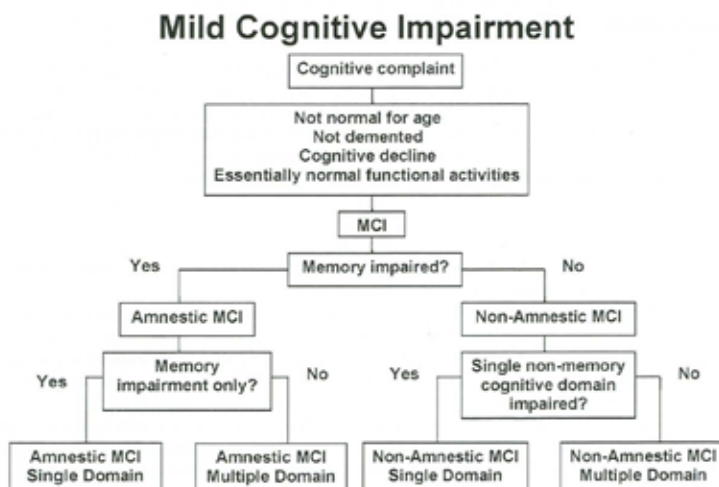 Mild Cognitive Impairment
Cognitive complaint
Not normal for age
Not demented
Cognitive decline
Essentially normal functional activities
MCI
Yes
Memory impaired?
No
Amnestic MCI
Non-Amnestic MCI
Yes
Memory
impairment only?
No
Yes
Single non-memory
cognitive domain
impaired?
No
Amnestic MCI
Single Domain
Amnestic MCI
Multiple Domain
Non-Amnestic MCI
Single Domain
Non-Amnestic MCI
Multiple Domain